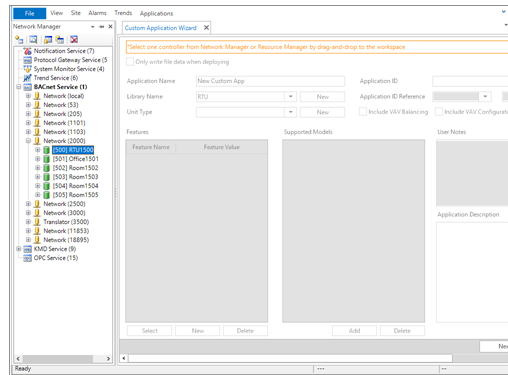 File View Site Alarms Trends Applications
Network Manager
Custom Application Wizard
*Select one controller from Network Manager or Resource Manager by drag-and-drop to the workspace
Only write file data when deploying
Application Name New Custom App Application ID
Library Name RTU New Application ID Reference
Unit Type New Include VAV Balancing Include VAV Configurati
Features Supported Models User Notes
Feature Name Feature Value
Application Description
Select New Delete Add Delete
Notification Service (7)
Protocol Gateway Service (5
System Monitor Service (4)
Trend Service (6)
BACnet Service (1)
Network (local)
Network (53)
Network (205)
Network (1101)
Network (1103)
Network (2000)
[500] RTU1500
[501] Office1501
[502] Room1502
[503] Room1503
[504] Room1504
[505] Room1505
Network (2500)
Network (3000)
Translator (3500)
Network (11853)
Network (18895)
KMD Service (9)
OPC Service (15)
Ready --- --